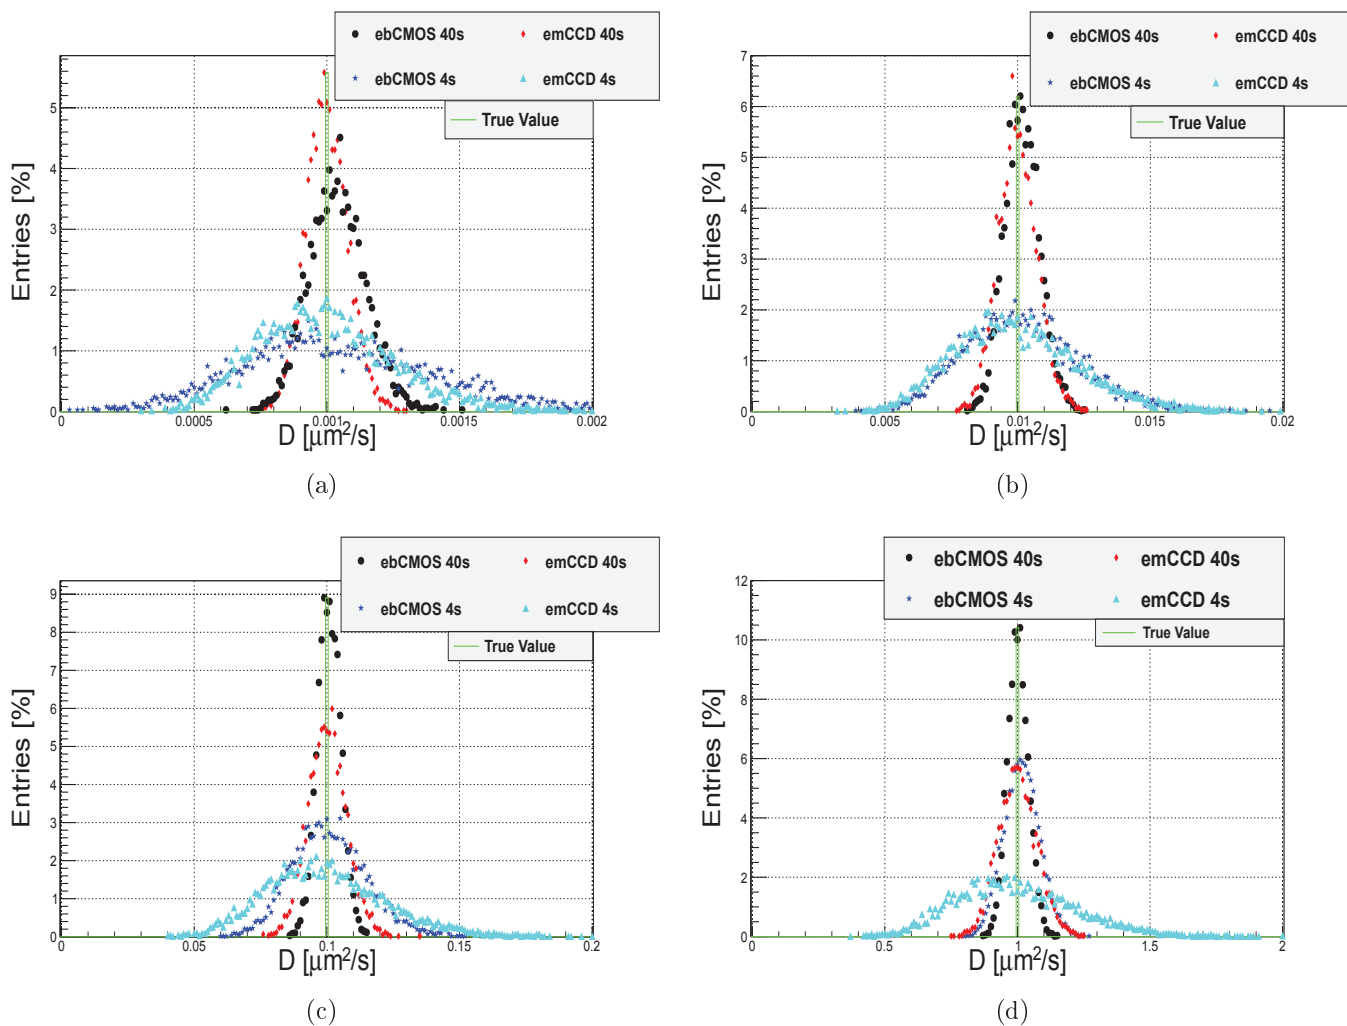 ebCMOS 40s emCCD 40s
ebCMOS 4s emCCD 4s
True Value
Entries [%]
5
4
3
2
1
0
0 0.0005 0.001 0.0015 0.002
D [μm²/s]
(a)
ebCMOS 40s emCCD 40s
ebCMOS 4s emCCD 4s
True Value
Entries [%]
7
6
5
4
3
2
1
0
0 0.005 0.01 0.015 0.02
D [μm²/s]
(b)
ebCMOS 40s emCCD 40s
ebCMOS 4s emCCD 4s
True Value
Entries [%]
9
8
7
6
5
4
3
2
1
0
0 0.05 0.1 0.15 0.2
D [μm²/s]
(c)
ebCMOS 40s emCCD 40s
ebCMOS 4s emCCD 4s
True Value
Entries [%]
12
10
8
6
4
2
0
0 0.5 1 1.5 2
D [μm²/s]
(d)